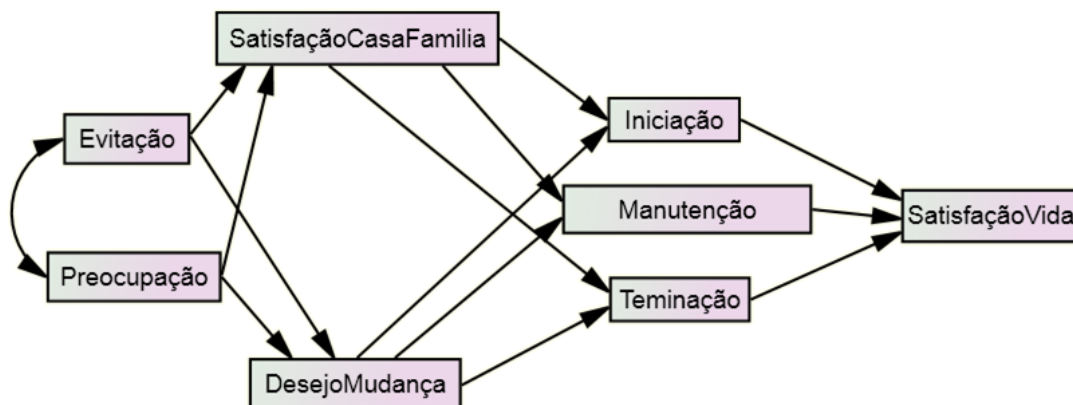 SatisfaçãoCasaFamilia
Evitação
Iniciação
Manutenção
SatisfaçãoVida
Preocupação
Teminação
DesejoMudança